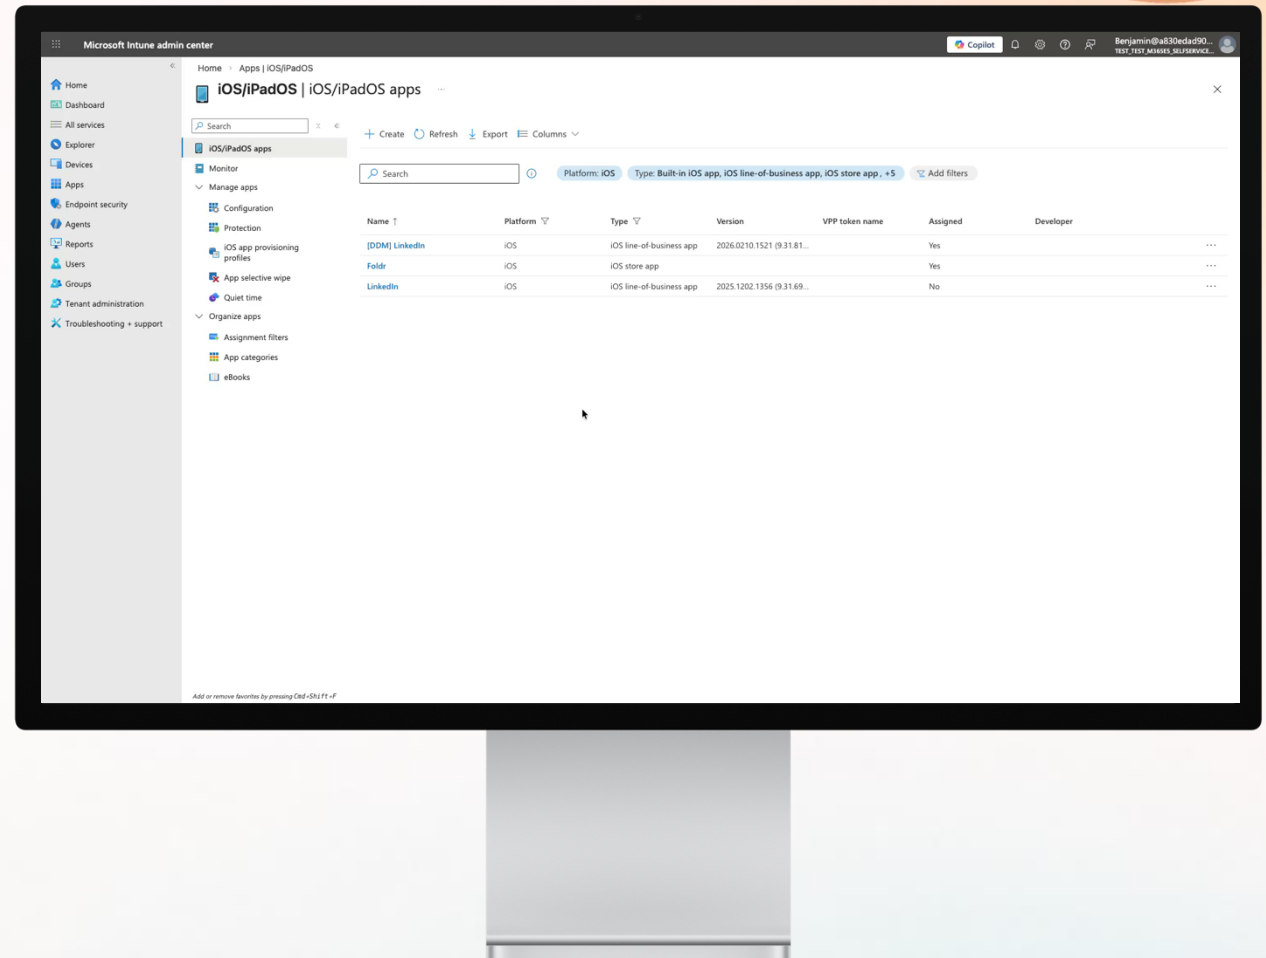 Microsoft Intune admin center
Copilot
Benjamin@a830edad90...
TEST_TEST_M365ES_SELFSERVICE...
Home
Dashboard
All services
Explorer
Devices
Apps
Endpoint security
Agents
Reports
Users
Groups
Tenant administration
Troubleshooting + support
Home > Apps | iOS/iPadOS
iOS/iPadOS | iOS/iPadOS apps ...
Search
iOS/iPadOS apps
Monitor
Manage apps
Configuration
Protection
iOS app provisioning
profiles
App selective wipe
Quiet time
Organize apps
Assignment filters
App categories
eBooks
Add or remove favorites by pressing Cmd+Shift+F
Create Refresh Export Columns
Search
Platform: iOS
Type: Built-in iOS app, iOS line-of-business app, iOS store app , +5
Add filters
Name ↑ Platform Type Version VPP token name Assigned Developer
[DDM] LinkedIn iOS iOS line-of-business app 2026.0210.1521 (9.31.81... Yes ...
Foldr iOS iOS store app Yes ...
LinkedIn iOS iOS line-of-business app 2025.1202.1356 (9.31.69... No ...